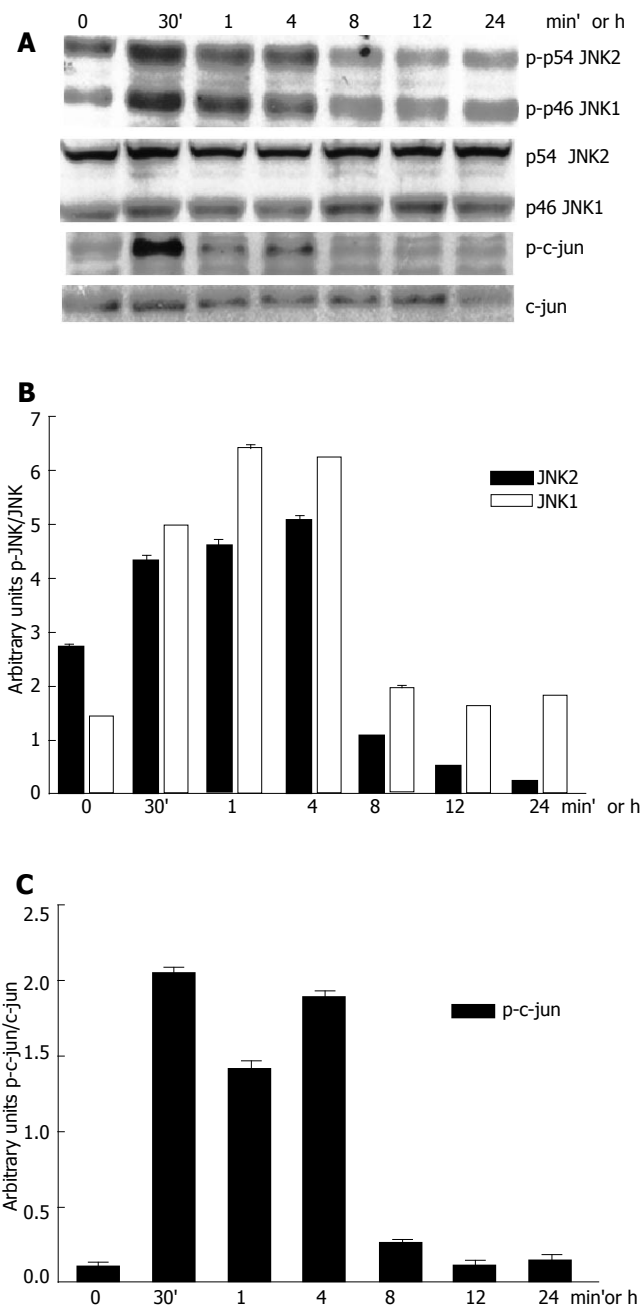 0 30' 1 4 8 12 24 min' or h
A
p-p54 JNK2
p-p46 JNK1
p54 JNK2
p46 JNK1
p-c-jun
c-jun
B
7
6
5
4
3
2
1
0
Arbitrary units p-JNK/JNK
JNK2
JNK1
0 30' 1 4 8 12 24 min' or h
C
2.5
2.0
1.5
1.0
0.5
0.0
Arbitrary units p-c-jun/c-jun
p-c-jun
0 30' 1 4 8 12 24 min'or h